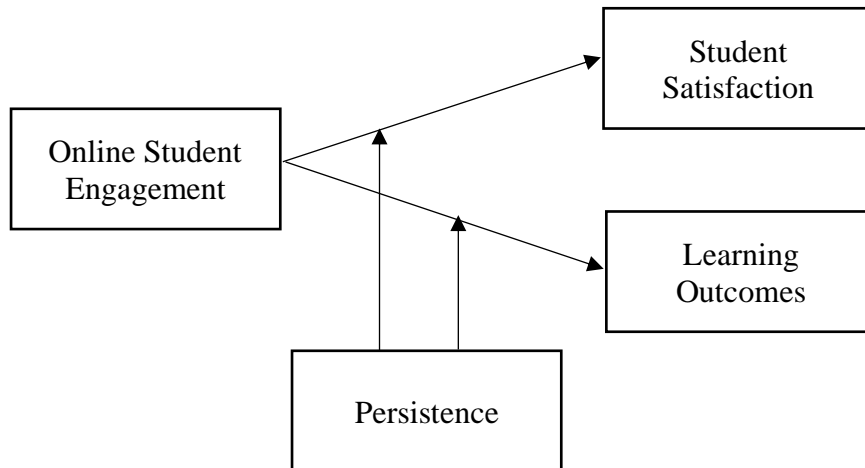 Student
Satisfaction
Online Student
Engagement
Learning
Outcomes
Persistence